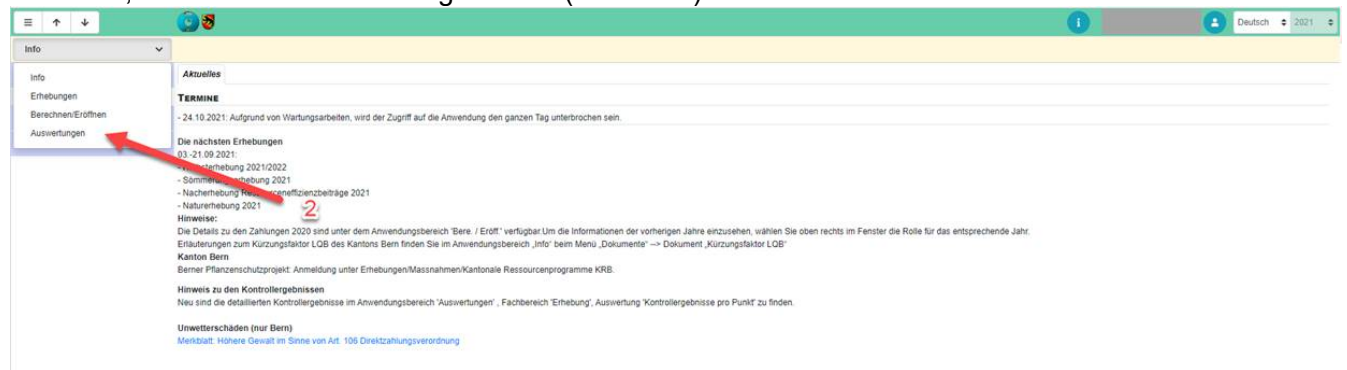 Deutsch 2021
Info
Info
Erhebungen
Berechnen/Eröffnen
Auswertungen
2
Aktuelles
TERMINE
- 24.10.2021: Aufgrund von Wartungsarbeiten, wird der Zugriff auf die Anwendung den ganzen Tag unterbrochen sein.
Die nächsten Erhebungen
03.-21.09.2021:
2021/2022
2021
- Nacherhebung 2021
- Naturerhebung 2021
Hinweise:
Die Details zu den Zahlungen 2020 sind unter dem Anwendungsbereich 'Bere. / Eröff.' verfügbar.Um die Informationen der vorherigen Jahre einzusehen, wählen Sie oben rechts im Fenster die Rolle für das entsprechende Jahr.
Erläuterungen zum Kürzungsfaktor LQB des Kantons Bern finden Sie im Anwendungsbereich „Info' beim Menü „Dokumente' --> Dokument „Kürzungsfaktor LQB"
Kanton Bern
Berner Pflanzenschutzprojekt: Anmeldung unter Erhebungen/Massnahmen/Kantonale Ressourcenprogramme KRB.
Hinweis zu den Kontrollergebnissen
Neu sind die detaillierten Kontrollergebnisse im Anwendungsbereich 'Auswertungen' , Fachbereich 'Erhebung', Auswertung 'Kontrollergebnisse pro Punkt' zu finden.
Unwetterschäden (nur Bern)
Merkblatt: Höhere Gewalt im Sinne von Art. 106 Direktzahlungsverordnung